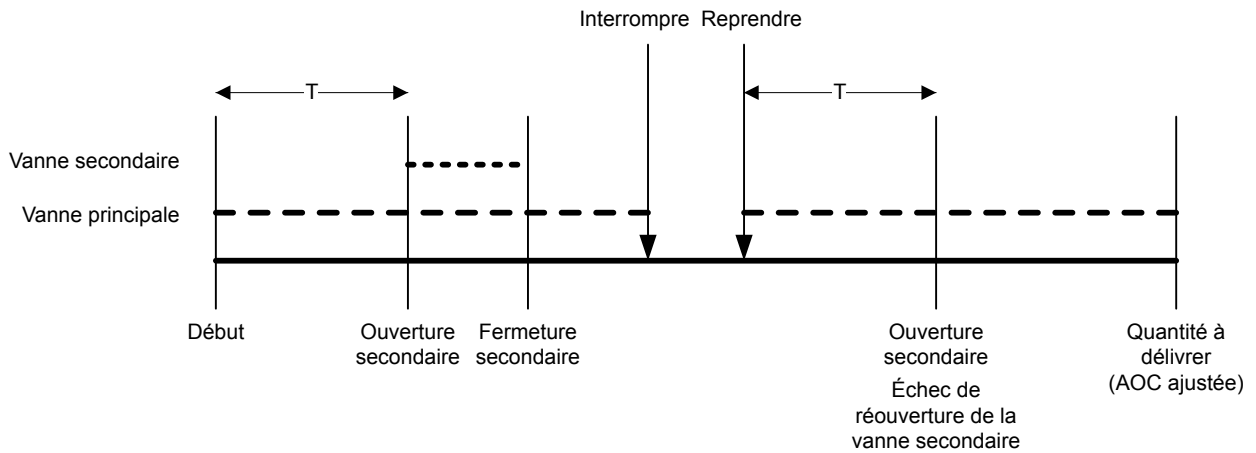 Interrompre Reprendre
T T
Vanne secondaire
Vanne principale
Début
Ouverture
secondaire
Fermeture
secondaire
Ouverture
secondaire
Échec de
réouverture de la
vanne secondaire
Quantité à
délivrer
(AOC ajustée)